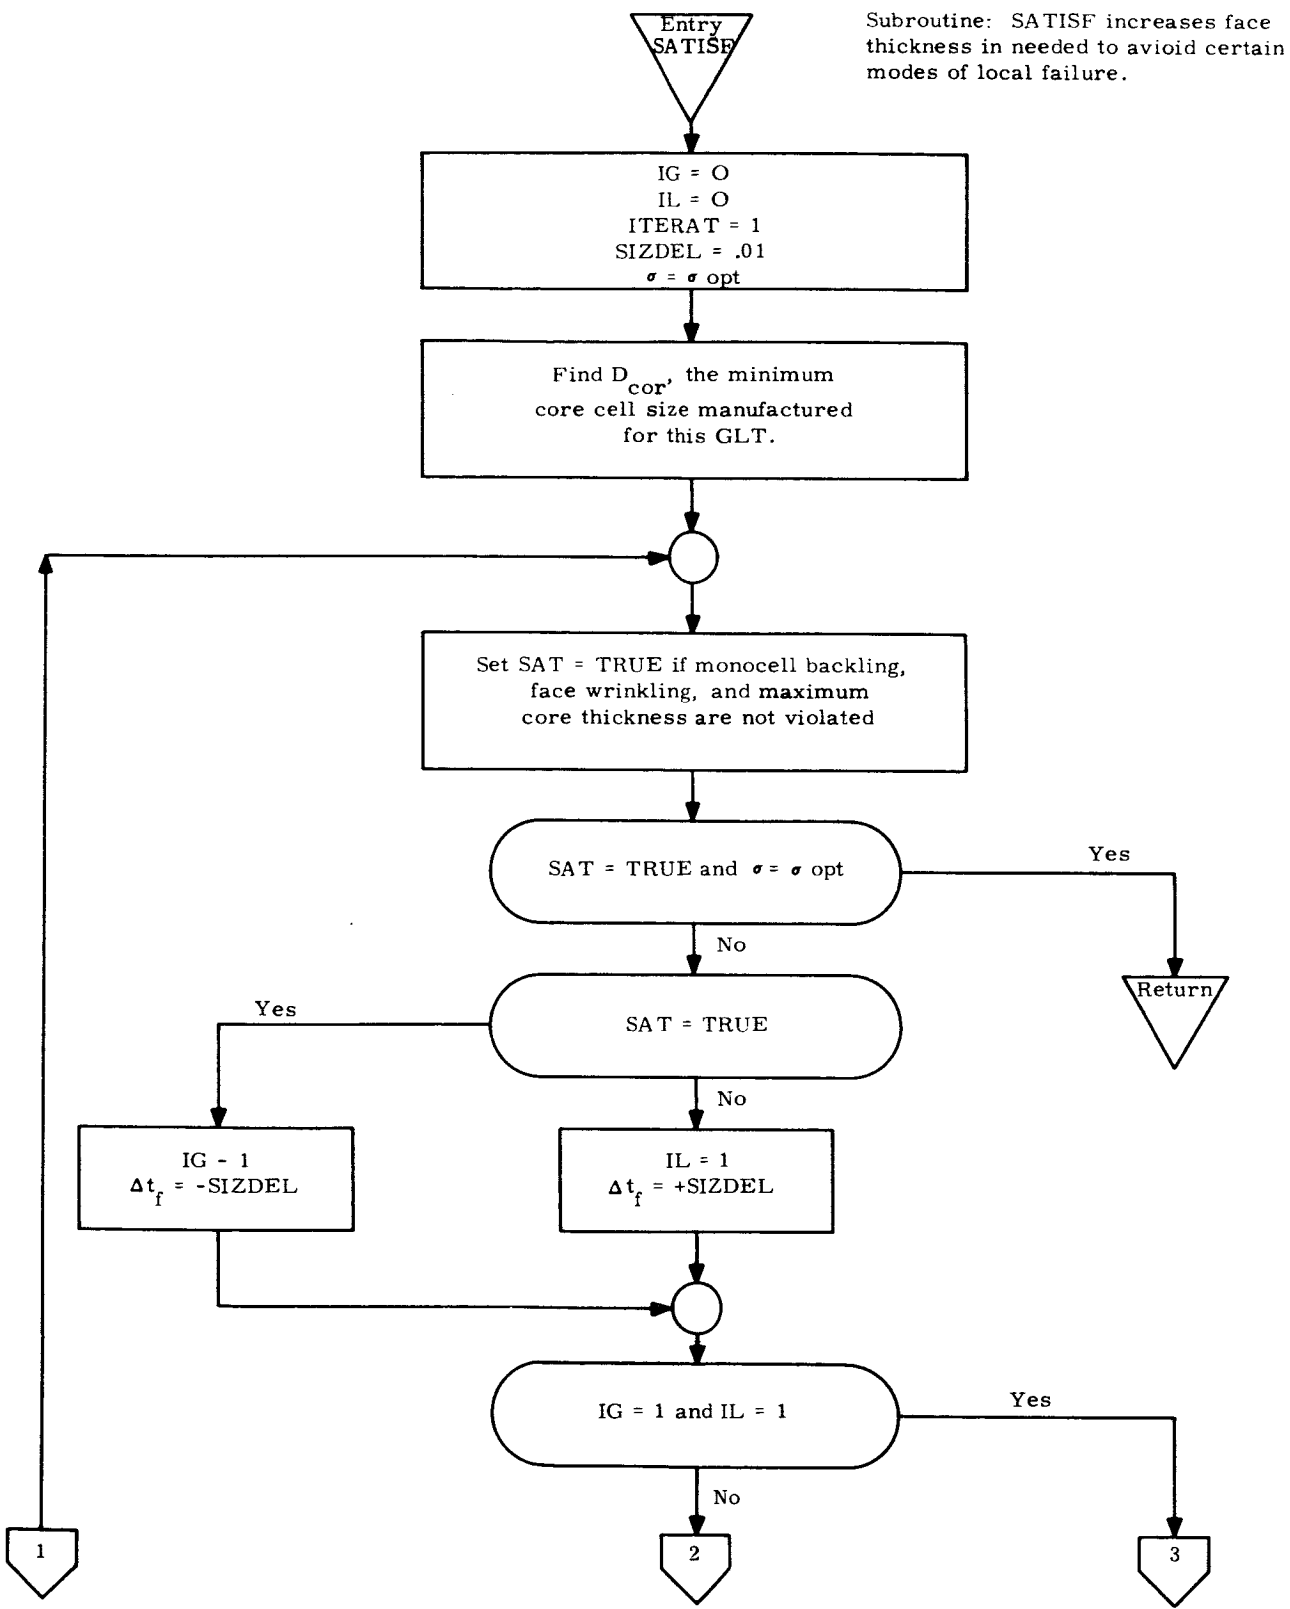 Entry
SATISF
Subroutine: SATISF increases face
thickness in needed to avioid certain
modes of local failure.
IG = O
IL = O
ITERAT = 1
SIZDEL = .01
σ = σ opt
Find D_cor, the minimum
core cell size manufactured
for this GLT.
Set SAT = TRUE if monocell backling,
face wrinkling, and maximum
core thickness are not violated
SAT = TRUE and σ = σ opt
Yes
No
Return
SAT = TRUE
Yes
No
IG - 1
Δt_f = -SIZDEL
IL = 1
Δt_f = +SIZDEL
IG = 1 and IL = 1
Yes
No
1
2
3